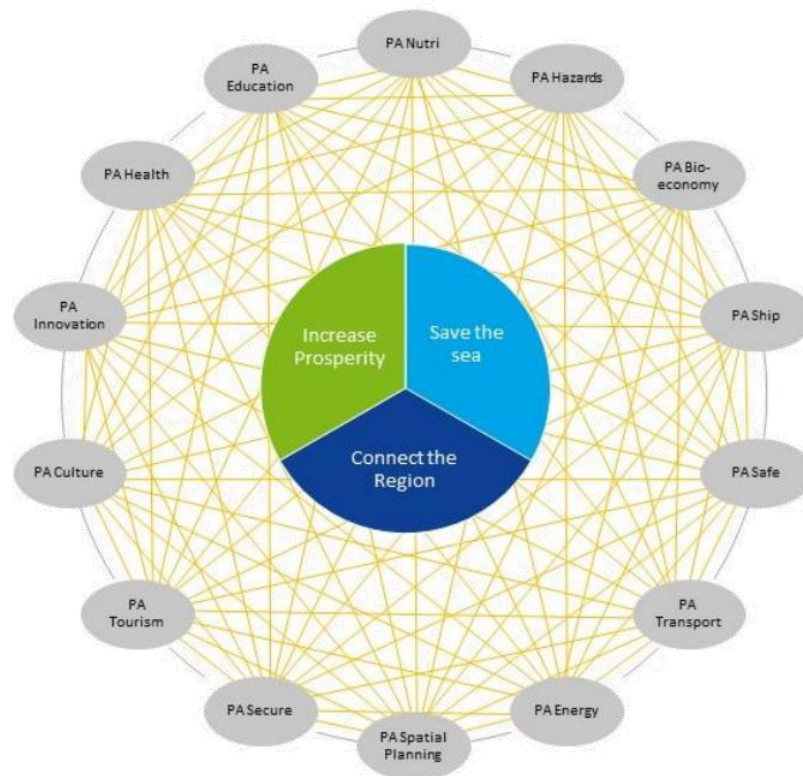 PA Nutri
PA
Education
PA Hazards
PA Health
PA Bio-
economy
PA
Innovation
PA Ship
Increase
Prosperity
Save the
sea
Connect the
Region
PA Culture
PA Safe
PA
Tourism
PA
Transport
PA Secure
PA Energy
PA Spatial
Planning